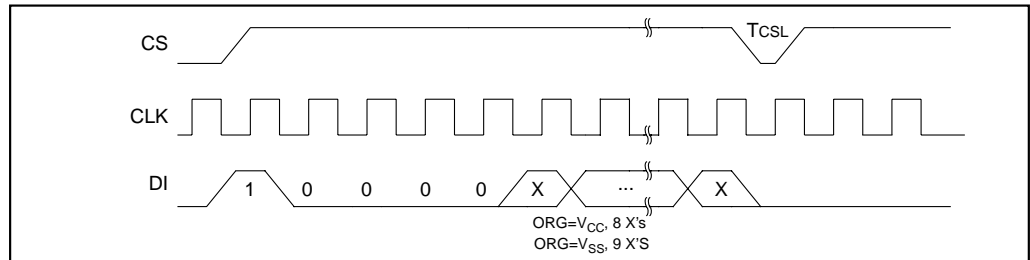 CS
TCSL
CLK
DI 1 0 0 0 0 X ... X
ORG=VCC, 8 X's
ORG=VSS, 9 X'S